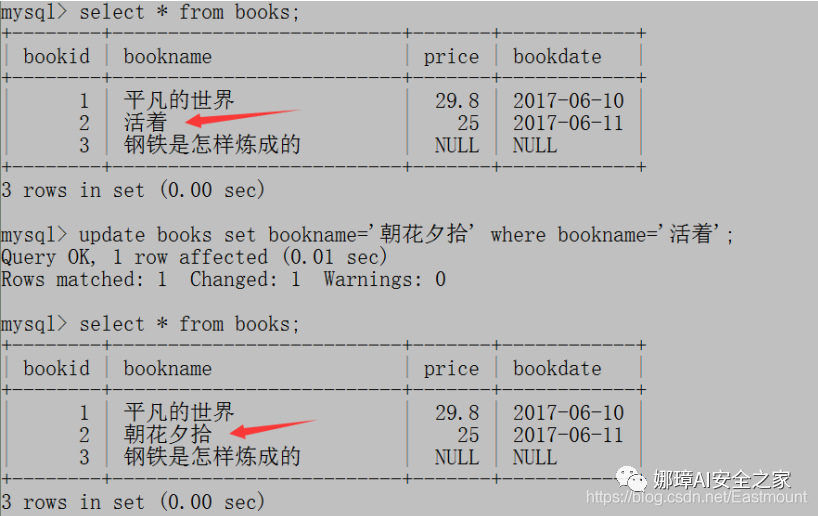 mysql> select * from books;
+--------+---------------------------+-------+------------+
| bookid | bookname | price | bookdate |
+--------+---------------------------+-------+------------+
| 1 | 平凡的世界 | 29.8 | 2017-06-10
| 2 | 活着 | 25 | 2017-06-11
| 3 | 钢铁是怎样炼成的 | NULL | NULL |
+--------+---------------------------+-------+------------+
3 rows in set (0.00 sec)
mysql> update books set bookname='朝花夕拾' where bookname='活着';
Query OK, 1 row affected (0.01 sec)
Rows matched: 1 Changed: 1 Warnings: 0
mysql> select * from books;
+--------+---------------------------+-------+------------+
| bookid | bookname | price | bookdate |
+--------+---------------------------+-------+------------+
| 1 | 平凡的世界 | 29.8 | 2017-06-10
| 2 | 朝花夕拾 | 25 | 2017-06-11
| 3 | 钢铁是怎样炼成的 | NULL | NULL |
+--------+---------------------------+-------+------------+
3 rows in set (0.00 sec)
娜璋AI安全之家
https://blog.csdn.net/Eastmount